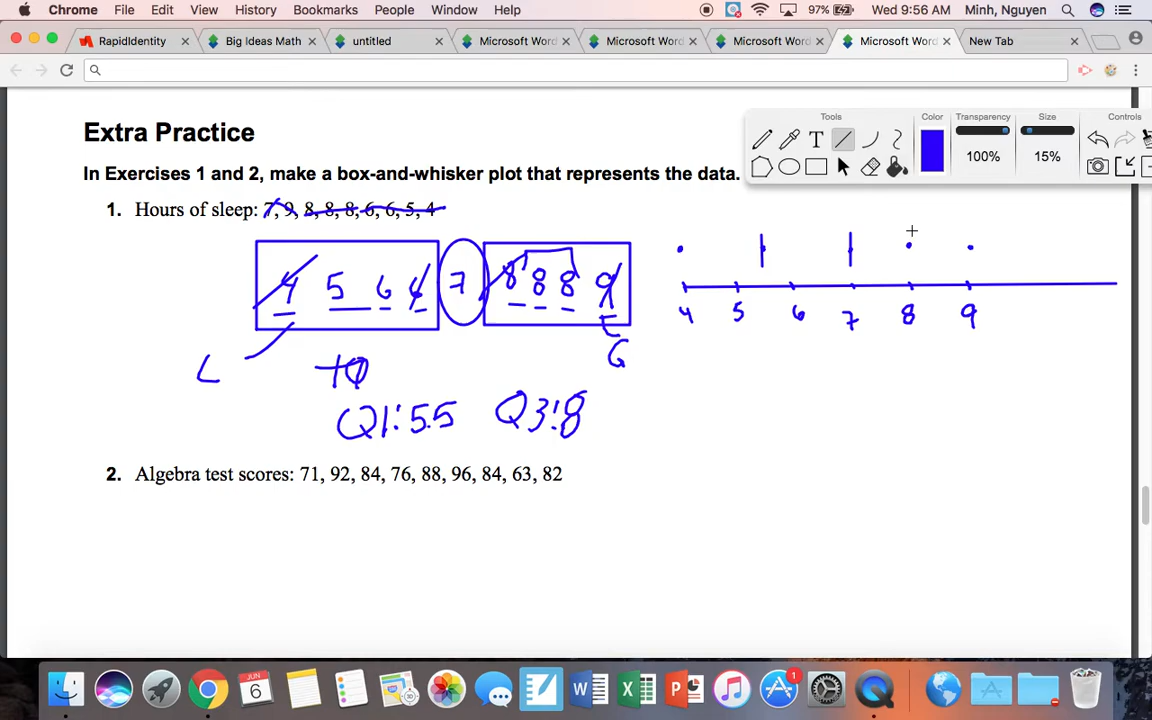 Chrome File Edit View History Bookmarks People Window Help 97% Wed 9:56 AM Minh, Nguyen
RapidIdentity Big Ideas Math untitled Microsoft Word Microsoft Word Microsoft Word Microsoft Word New Tab
Tools Color Transparency Size Controls
100% 15%
Extra Practice
In Exercises 1 and 2, make a box-and-whisker plot that represents the data.
1. Hours of sleep: 7, 9, 8, 8, 8, 6, 6, 5, 4
4 5 6 6 7 8 8 8 9
4 5 6 7 8 9
L G
Q1:5.5 Q3:8
2. Algebra test scores: 71, 92, 84, 76, 88, 96, 84, 63, 82
JUN
6
1